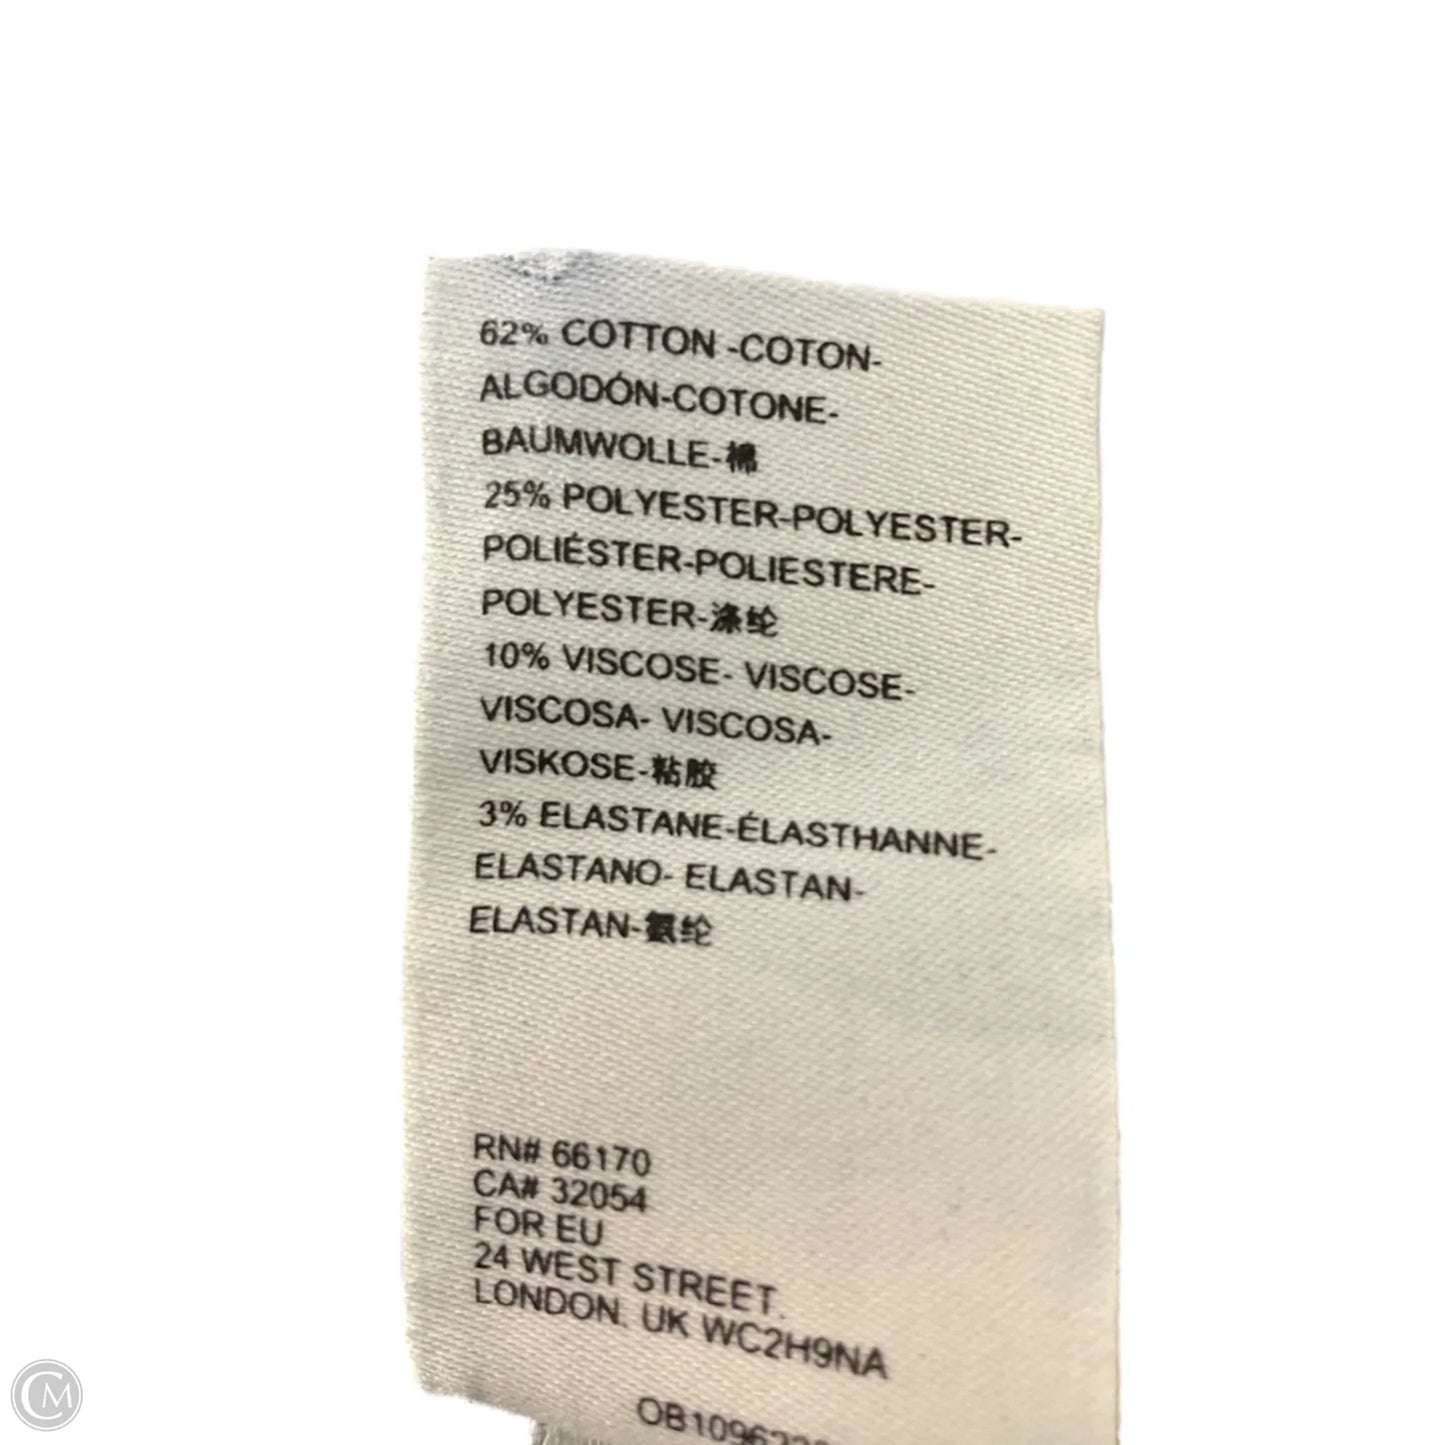 62% COTTON -COTON-
ALGODÓN-COTONE-
BAUMWOLLE-棉
25% POLYESTER-POLYESTER-
POLIÉSTER-POLIESTERE-
POLYESTER-涤纶
10% VISCOSE- VISCOSE-
VISCOSA- VISCOSA-
VISKOSE-粘胶
3% ELASTANE-ÉLASTHANNE-
ELASTANO- ELASTAN-
ELASTAN-氨纶
RN# 66170
CA# 32054
FOR EU
24 WEST STREET.
LONDON. UK WC2H9NA
CM